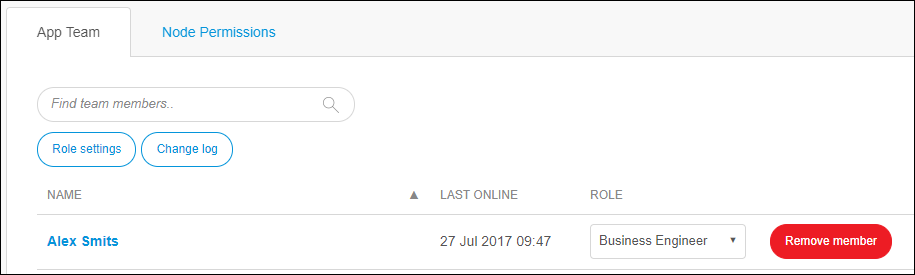 App Team
Node Permissions
Find team members..
Role settings
Change log
NAME ▲ LAST ONLINE ROLE
Alex Smits 27 Jul 2017 09:47 Business Engineer ▼ Remove member